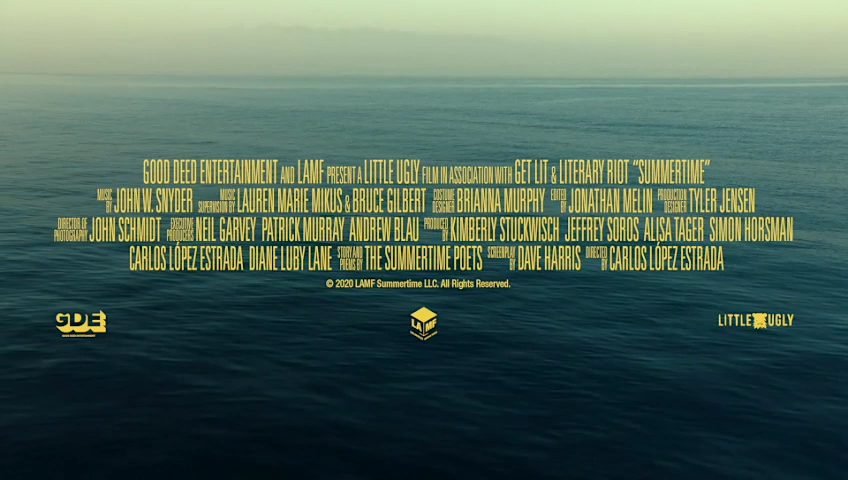 GOOD DEED ENTERTAINMENT AND LAMF PRESENT A LITTLE UGLY FILM IN ASSOCIATION WITH GET LIT & LITERARY RIOT "SUMMERTIME"
MUSIC BY JOHN W. SNYDER MUSIC SUPERVISION BY LAUREN MARIE MIKUS & BRUCE GILBERT COSTUME DESIGNER BRIANNA MURPHY EDITED BY JONATHAN MELIN PRODUCTION DESIGNER TYLER JENSEN
DIRECTOR OF PHOTOGRAPHY JOHN SCHMIDT EXECUTIVE PRODUCERS NEIL GARVEY PATRICK MURRAY ANDREW BLAU PRODUCED BY KIMBERLY STUCKWISCH JEFFREY SOROS ALISA TAGER SIMON HORSMAN
CARLOS LÓPEZ ESTRADA DIANE LUBY LANE STORY AND POEMS BY THE SUMMERTIME POETS SCREENPLAY BY DAVE HARRIS DIRECTED BY CARLOS LÓPEZ ESTRADA
© 2020 LAMF Summertime LLC. All Rights Reserved.
GDE LAMF LITTLE UGLY